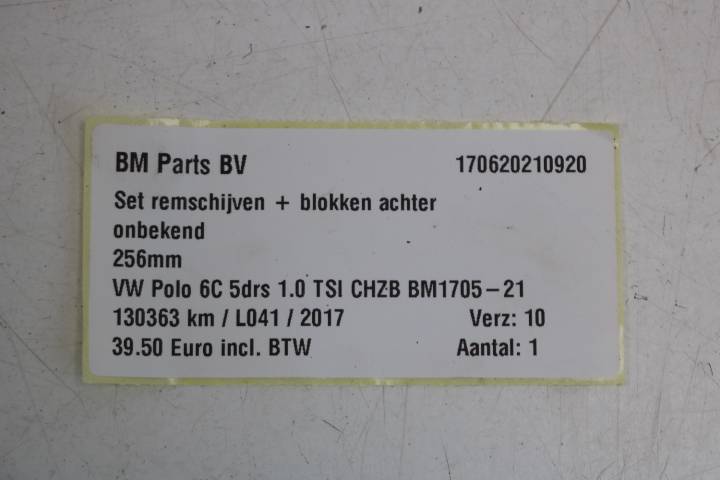 BM Parts BV 170620210920
Set remschijven + blokken achter
onbekend
256mm
VW Polo 6C 5drs 1.0 TSI CHZB BM1705-21
130363 km / L041 / 2017 Verz: 10
39.50 Euro incl. BTW Aantal: 1